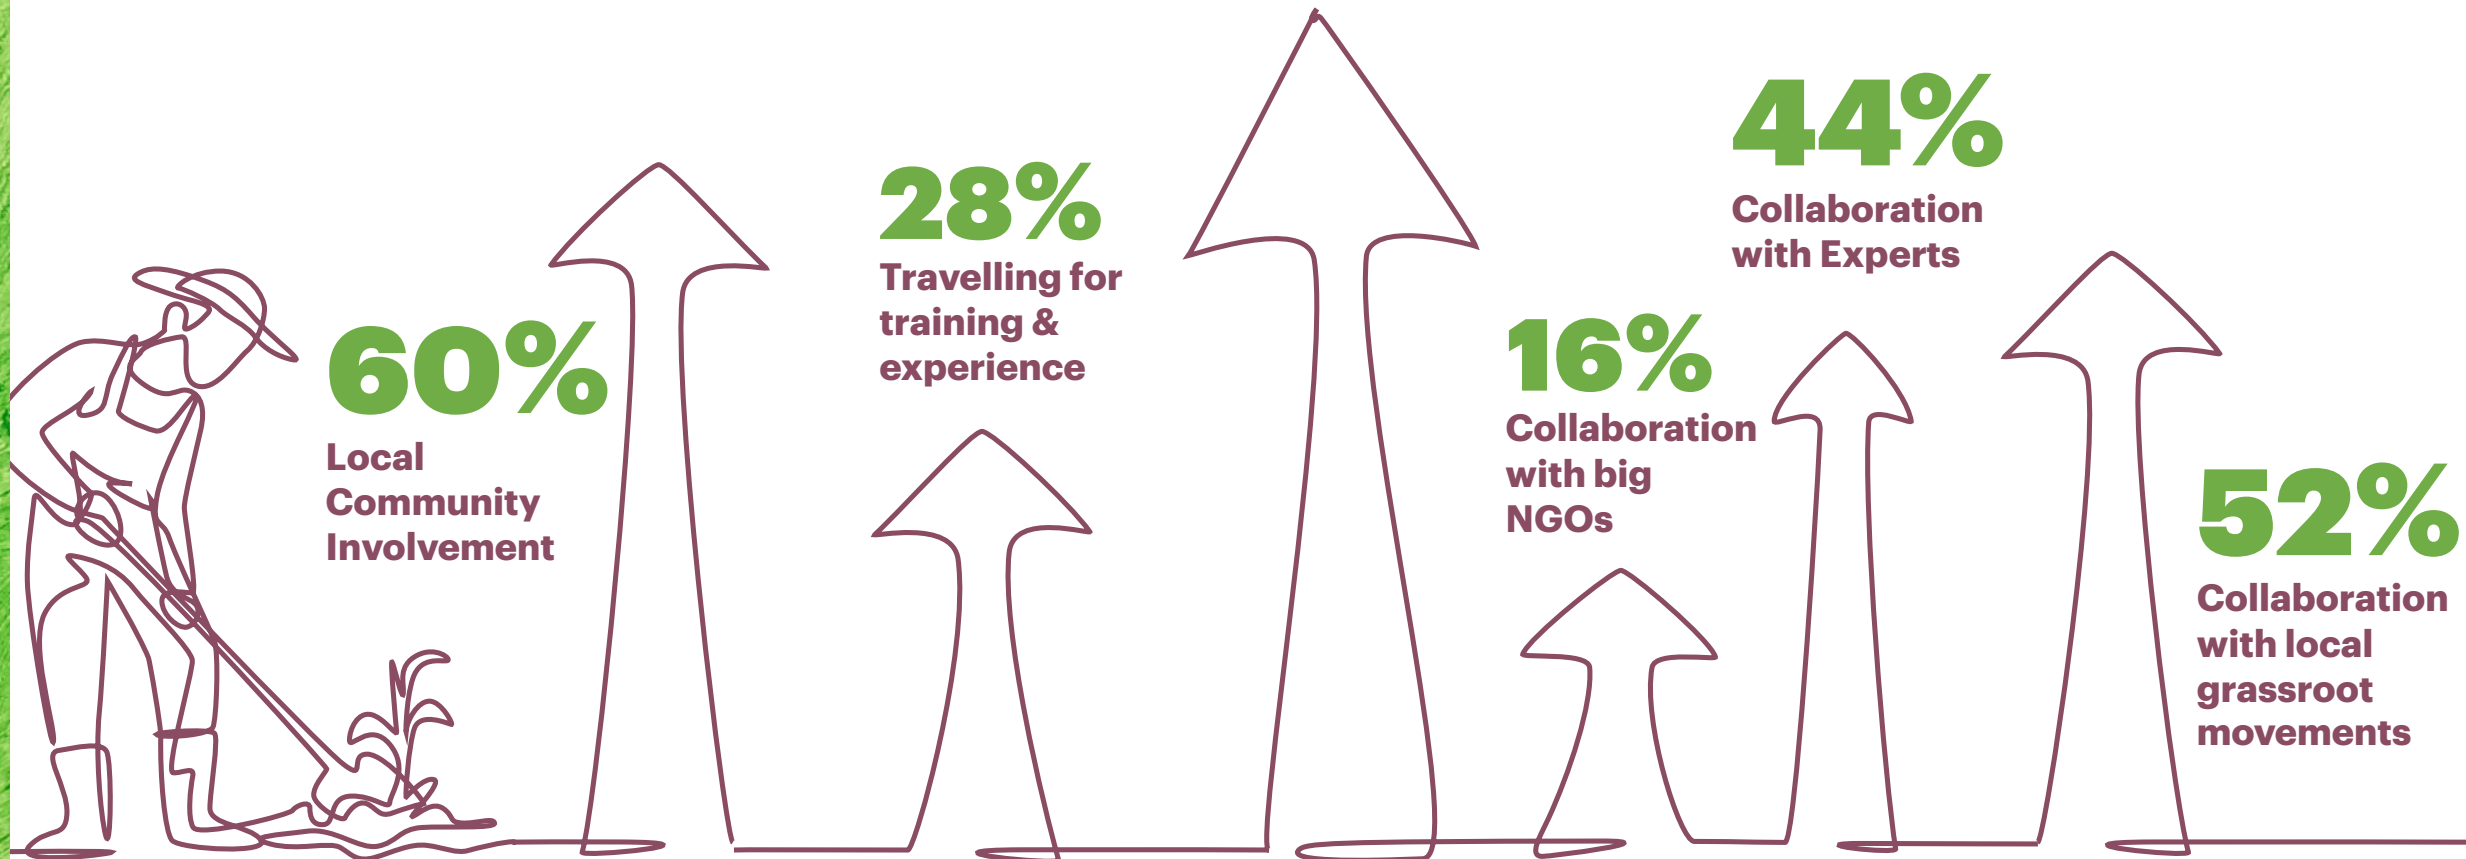 60%
Local
Community
Involvement
28%
Travelling for
training &
experience
16%
Collaboration
with big
NGOs
44%
Collaboration
with Experts
52%
Collaboration
with local
grassroot
movements